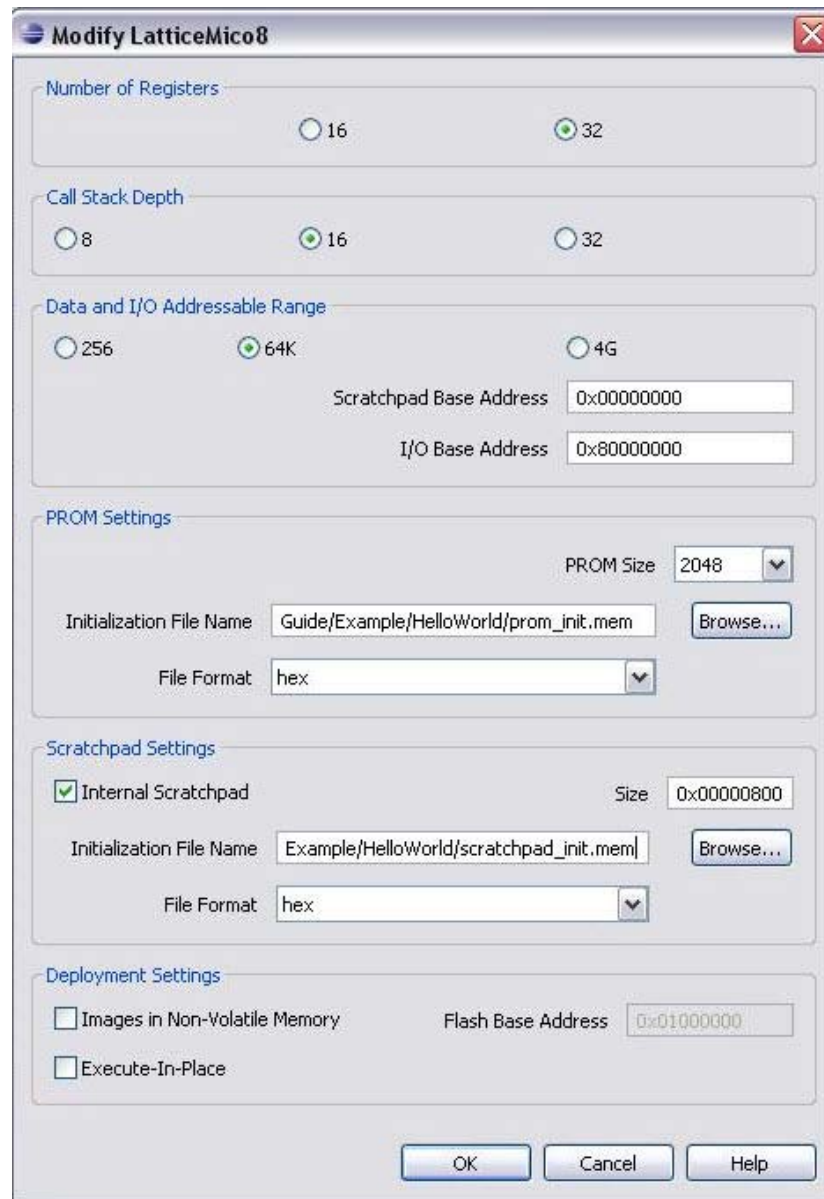 Modify LatticeMico8
Number of Registers
16 32
Call Stack Depth
8 16 32
Data and I/O Addressable Range
256 64K 4G
Scratchpad Base Address 0x00000000
I/O Base Address 0x80000000
PROM Settings
PROM Size 2048
Initialization File Name Guide/Example/HelloWorld/prom_init.mem Browse...
File Format hex
Scratchpad Settings
Internal Scratchpad Size 0x00000800
Initialization File Name Example/HelloWorld/scratchpad_init.mem Browse...
File Format hex
Deployment Settings
Images in Non-Volatile Memory Flash Base Address 0x01000000
Execute-In-Place
OK Cancel Help